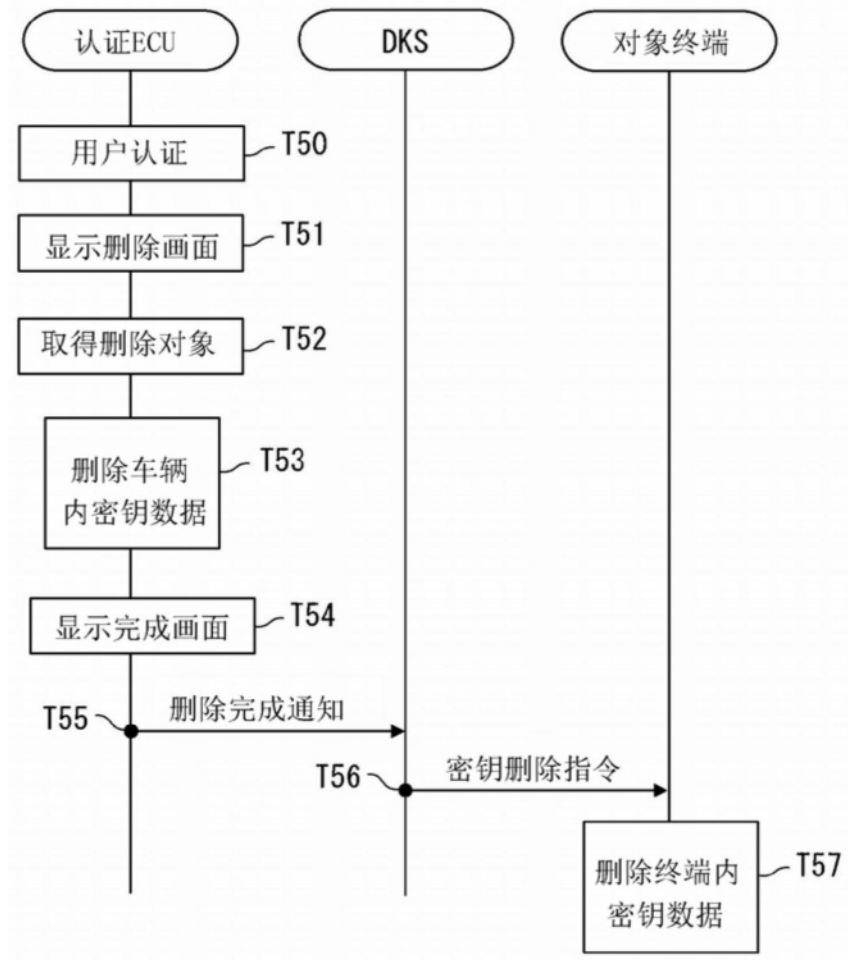 认证ECU
DKS
对象终端
用户认证
T50
显示删除画面
T51
取得删除对象
T52
删除车辆
内密钥数据
T53
显示完成画面
T54
T55
删除完成通知
T56
密钥删除指令
删除终端内
密钥数据
T57